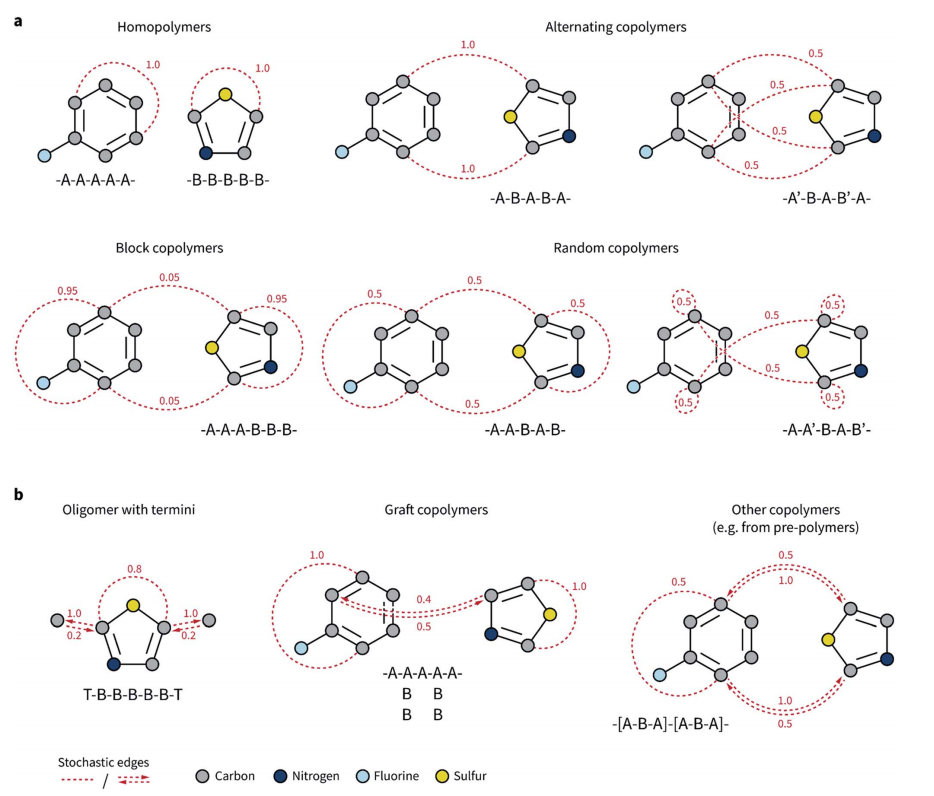 a
Homopolymers
Alternating copolymers
1.0
1.0
1.0
1.0
0.5
0.5
0.5
0.5
-A-A-A-A-A-
-B-B-B-B-B-
-A-B-A-B-A-
-A’-B-A-B’-A-
Block copolymers
Random copolymers
0.95
0.05
0.95
0.05
0.5
0.5
0.5
0.5
0.5
0.5
0.5
0.5
0.5
0.5
-A-A-A-B-B-B-
-A-A-B-A-B-
-A-A’-B-A-B’-
b
Oligomer with termini
0.8
1.0
0.2
1.0
0.2
T-B-B-B-B-B-T
Graft copolymers
1.0
0.4
0.5
1.0
-A-A-A-A-A-
B B
B B
Other copolymers
(e.g. from pre-polymers)
0.5
0.5
1.0
1.0
0.5
-[A-B-A]-[A-B-A]-
Stochastic edges
/
Carbon
Nitrogen
Fluorine
Sulfur